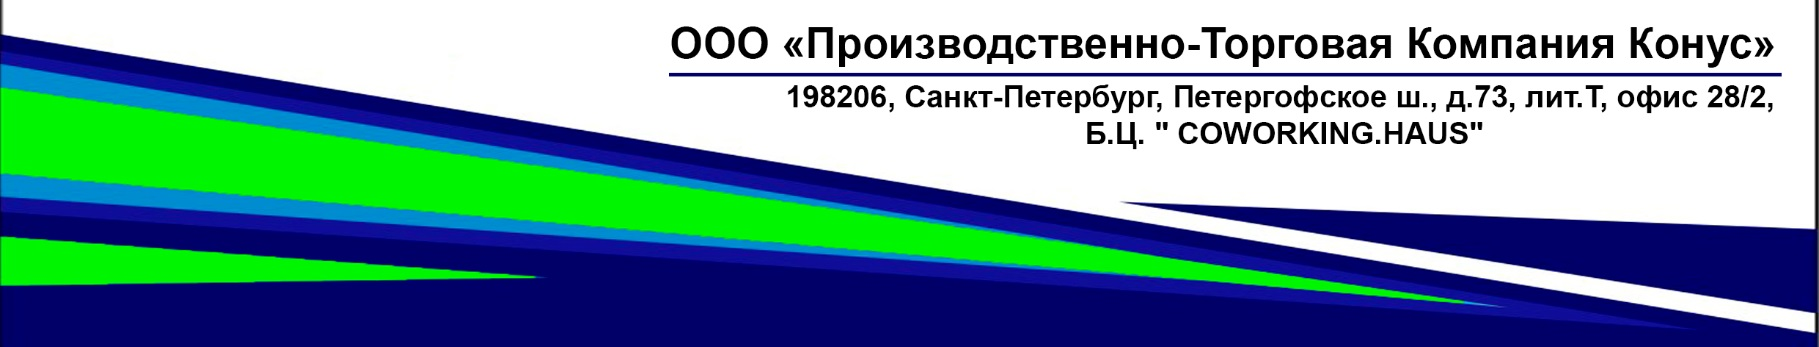 ООО «Производственно-Торговая Компания Конус»
198206, Санкт-Петербург, Петергофское ш., д.73, лит.Т, офис 28/2,
Б.Ц. " COWORKING.HAUS"